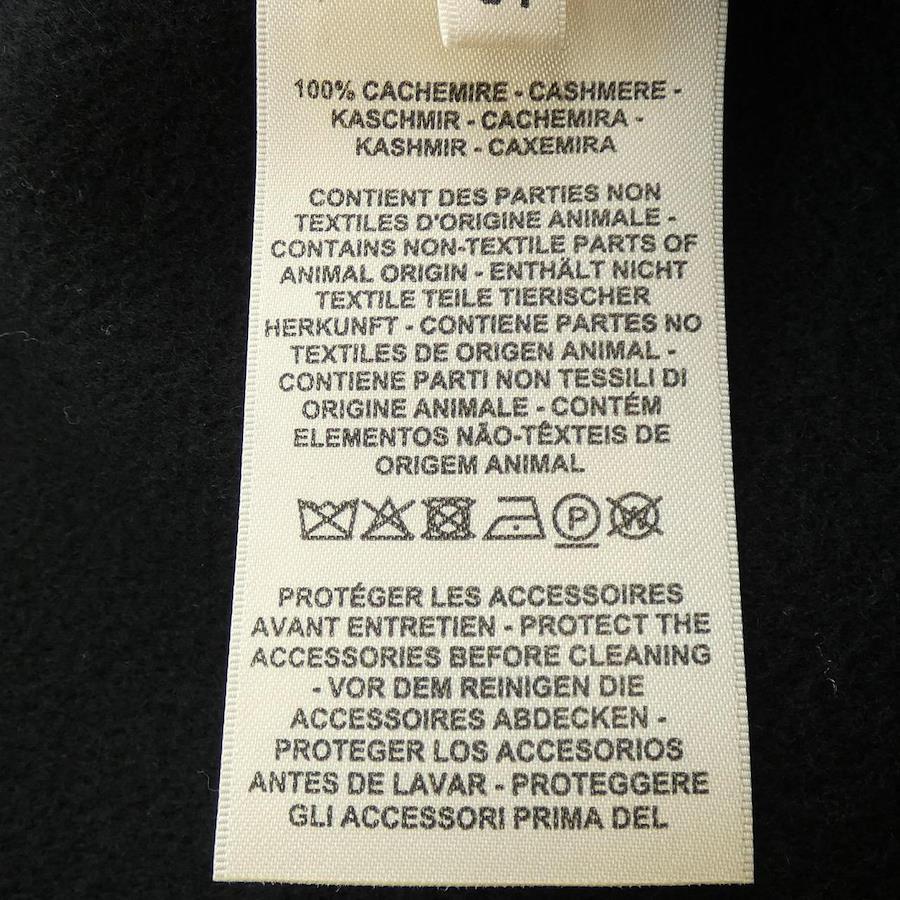 100% CACHEMIRE - CASHMERE -
KASCHMIR - CACHEMIRA -
KASHMIR - CAXEMIRA
CONTIENT DES PARTIES NON
TEXTILES D'ORIGINE ANIMALE -
CONTAINS NON-TEXTILE PARTS OF
ANIMAL ORIGIN - ENTHÄLT NICHT
TEXTILE TEILE TIERISCHER
HERKUNFT - CONTIENE PARTES NO
TEXTILES DE ORIGEN ANIMAL -
CONTIENE PARTI NON TESSILI DI
ORIGINE ANIMALE - CONTÉM
ELEMENTOS NÃO-TÊXTEIS DE
ORIGEM ANIMAL
P W
PROTÉGER LES ACCESSOIRES
AVANT ENTRETIEN - PROTECT THE
ACCESSORIES BEFORE CLEANING
- VOR DEM REINIGEN DIE
ACCESSOIRES ABDECKEN -
PROTEGER LOS ACCESORIOS
ANTES DE LAVAR - PROTEGGERE
GLI ACCESSORI PRIMA DEL